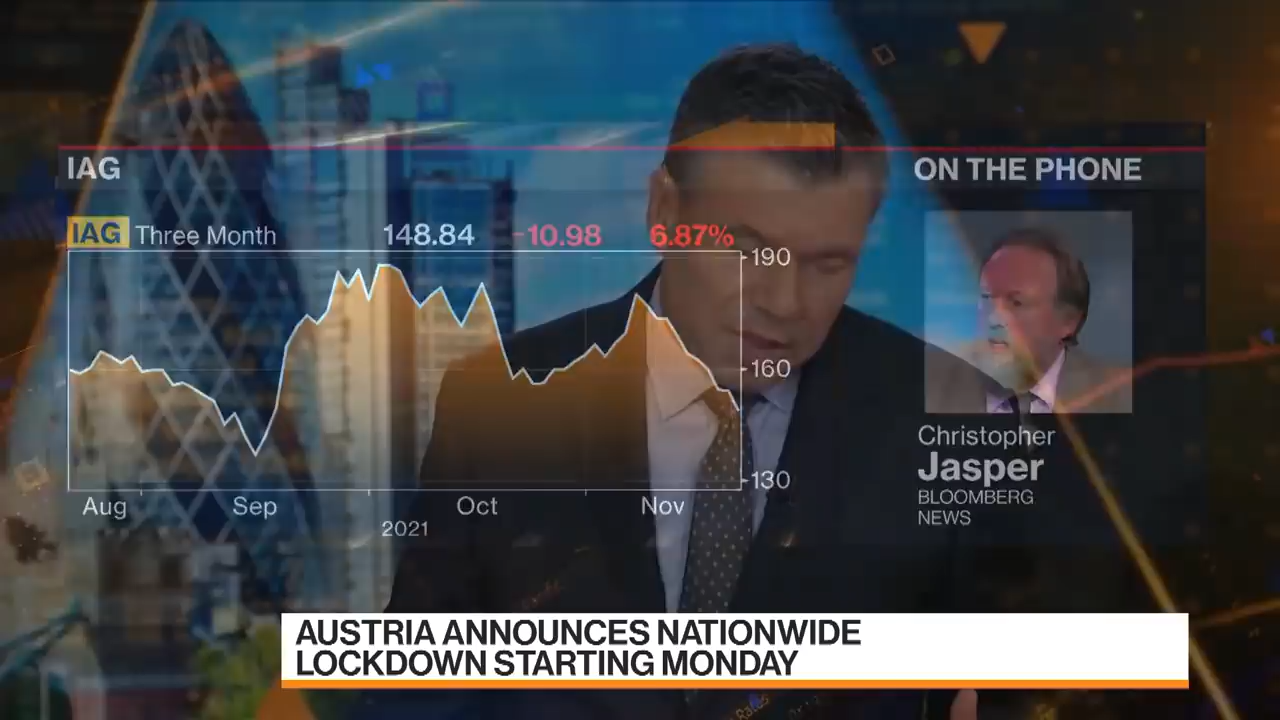 IAG
ON THE PHONE
IAG Three Month 148.84 -10.98 6.87%
190
160
130
Aug Sep Oct Nov
2021
Christopher
Jasper
BLOOMBERG
NEWS
AUSTRIA ANNOUNCES NATIONWIDE
LOCKDOWN STARTING MONDAY